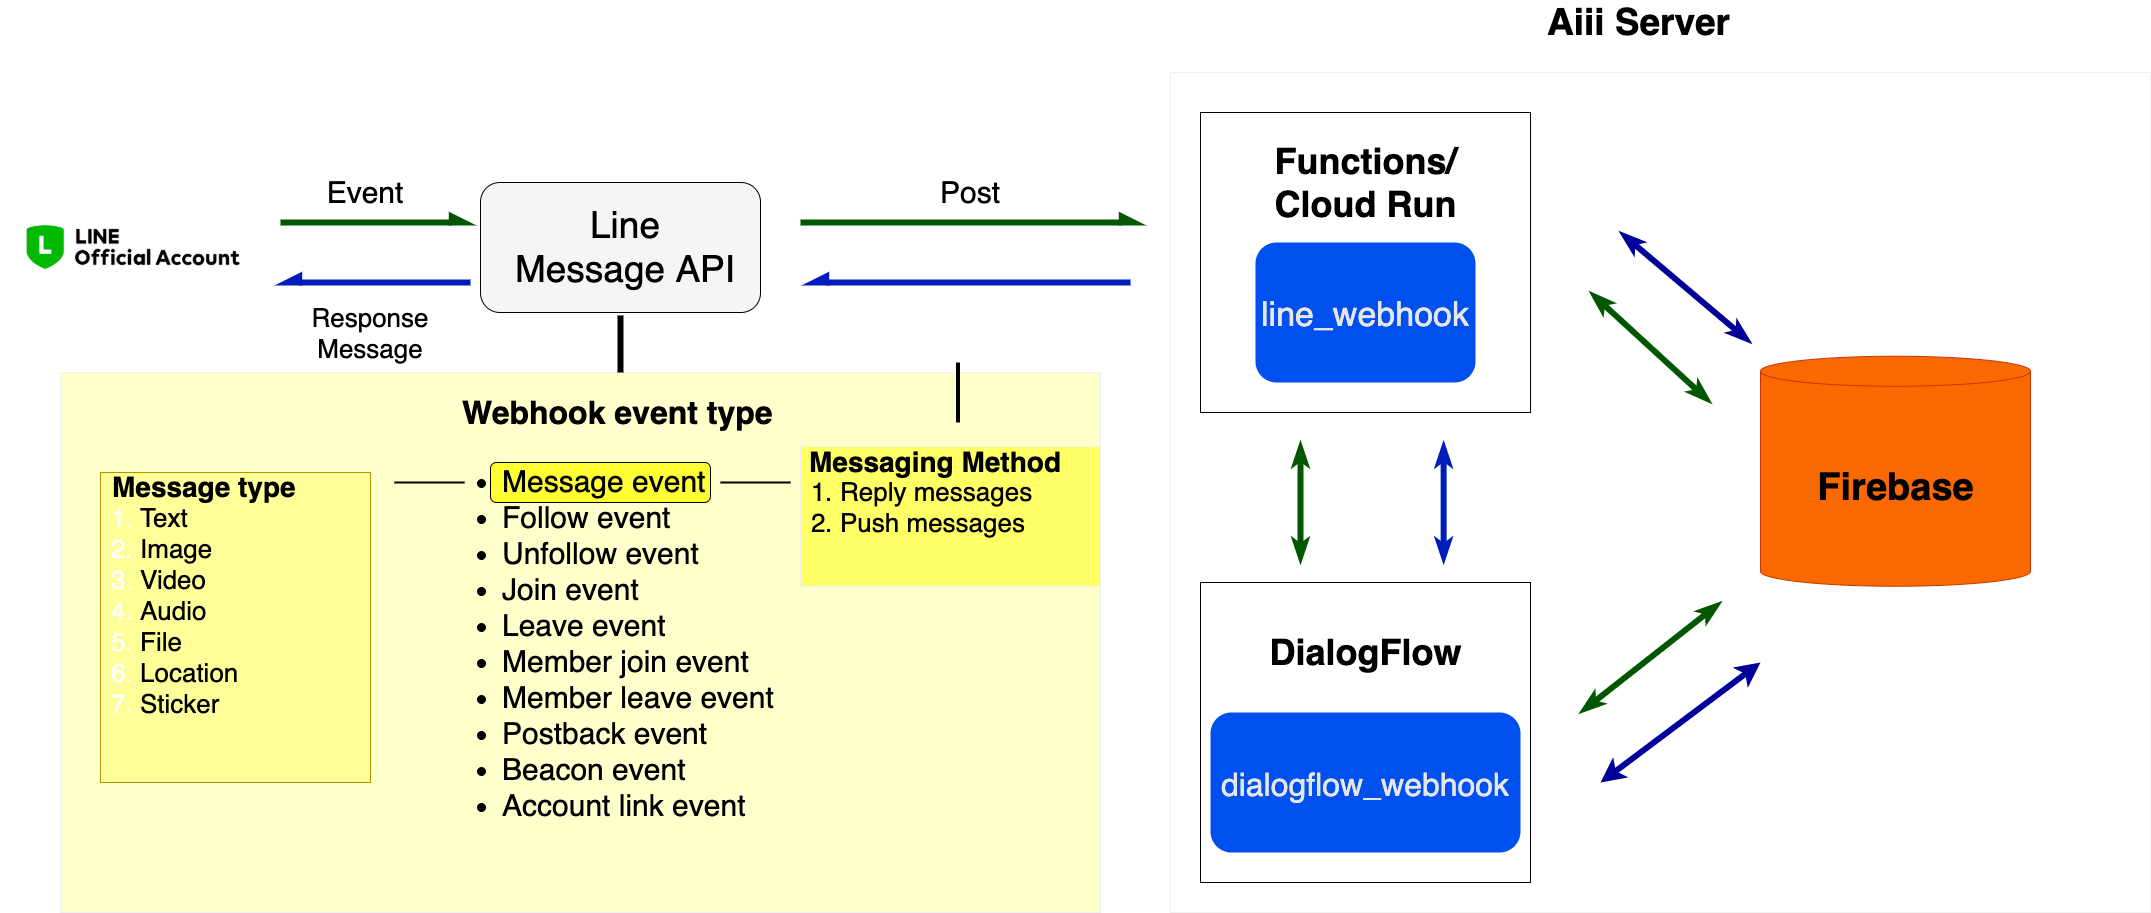 Aiii Server
Event
Line
Message API
Post
LINE
Official Account
Response
Message
Functions/
Cloud Run
line_webhook
Webhook event type
Message type
1. Text
2. Image
3. Video
4. Audio
5. File
6. Location
7. Sticker
• Message event
• Follow event
• Unfollow event
• Join event
• Leave event
• Member join event
• Member leave event
• Postback event
• Beacon event
• Account link event
Messaging Method
1. Reply messages
2. Push messages
Firebase
DialogFlow
dialogflow_webhook